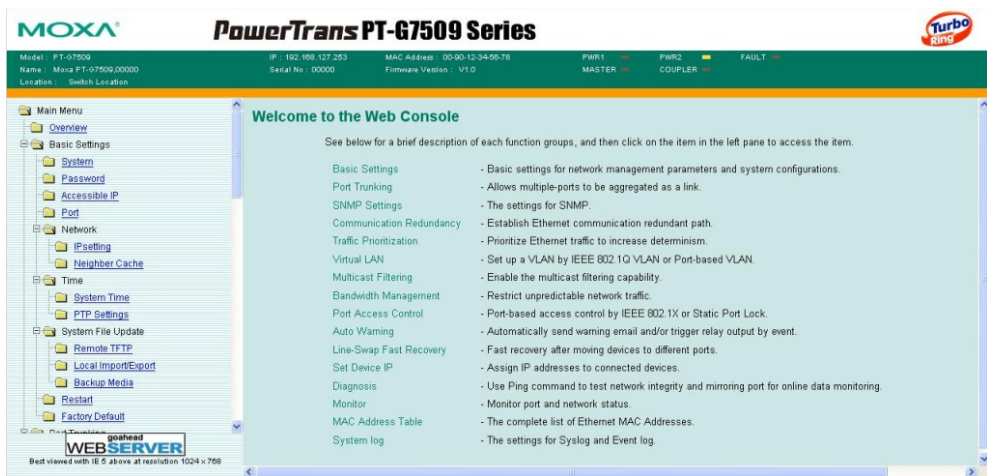 MOXA
PowerTrans PT-G7509 Series
Turbo Ring
Model : PT-G7509
IP : 192.168.127.253
MAC Address : 00-90-12-34-56-78
PWR1
PWR2
FAULT
Name : Moxa PT-G7509,00000
Serial No : 00000
Firmware Version : V1.0
MASTER
COUPLER
Location : Switch Location
Main Menu
Overview
Basic Settings
System
Password
Accessible IP
Port
Network
IPsetting
Neighber Cache
Time
System Time
PTP Settings
System File Update
Remote TFTP
Local Import/Export
Backup Media
Restart
Factory Default
goahead
WEBSERVER
Best viewed with IE 5 above at resolution 1024 x 768
Welcome to the Web Console
See below for a brief description of each function groups, and then click on the item in the left pane to access the item.
Basic Settings - Basic settings for network management parameters and system configurations.
Port Trunking - Allows multiple-ports to be aggregated as a link.
SNMP Settings - The settings for SNMP.
Communication Redundancy - Establish Ethernet communication redundant path.
Traffic Prioritization - Prioritize Ethernet traffic to increase determinism.
Virtual LAN - Set up a VLAN by IEEE 802.1Q VLAN or Port-based VLAN.
Multicast Filtering - Enable the multicast filtering capability.
Bandwidth Management - Restrict unpredictable network traffic.
Port Access Control - Port-based access control by IEEE 802.1X or Static Port Lock.
Auto Warning - Automatically send warning email and/or trigger relay output by event.
Line-Swap Fast Recovery - Fast recovery after moving devices to different ports.
Set Device IP - Assign IP addresses to connected devices.
Diagnosis - Use Ping command to test network integrity and mirroring port for online data monitoring.
Monitor - Monitor port and network status.
MAC Address Table - The complete list of Ethernet MAC Addresses.
System log - The settings for Syslog and Event log.